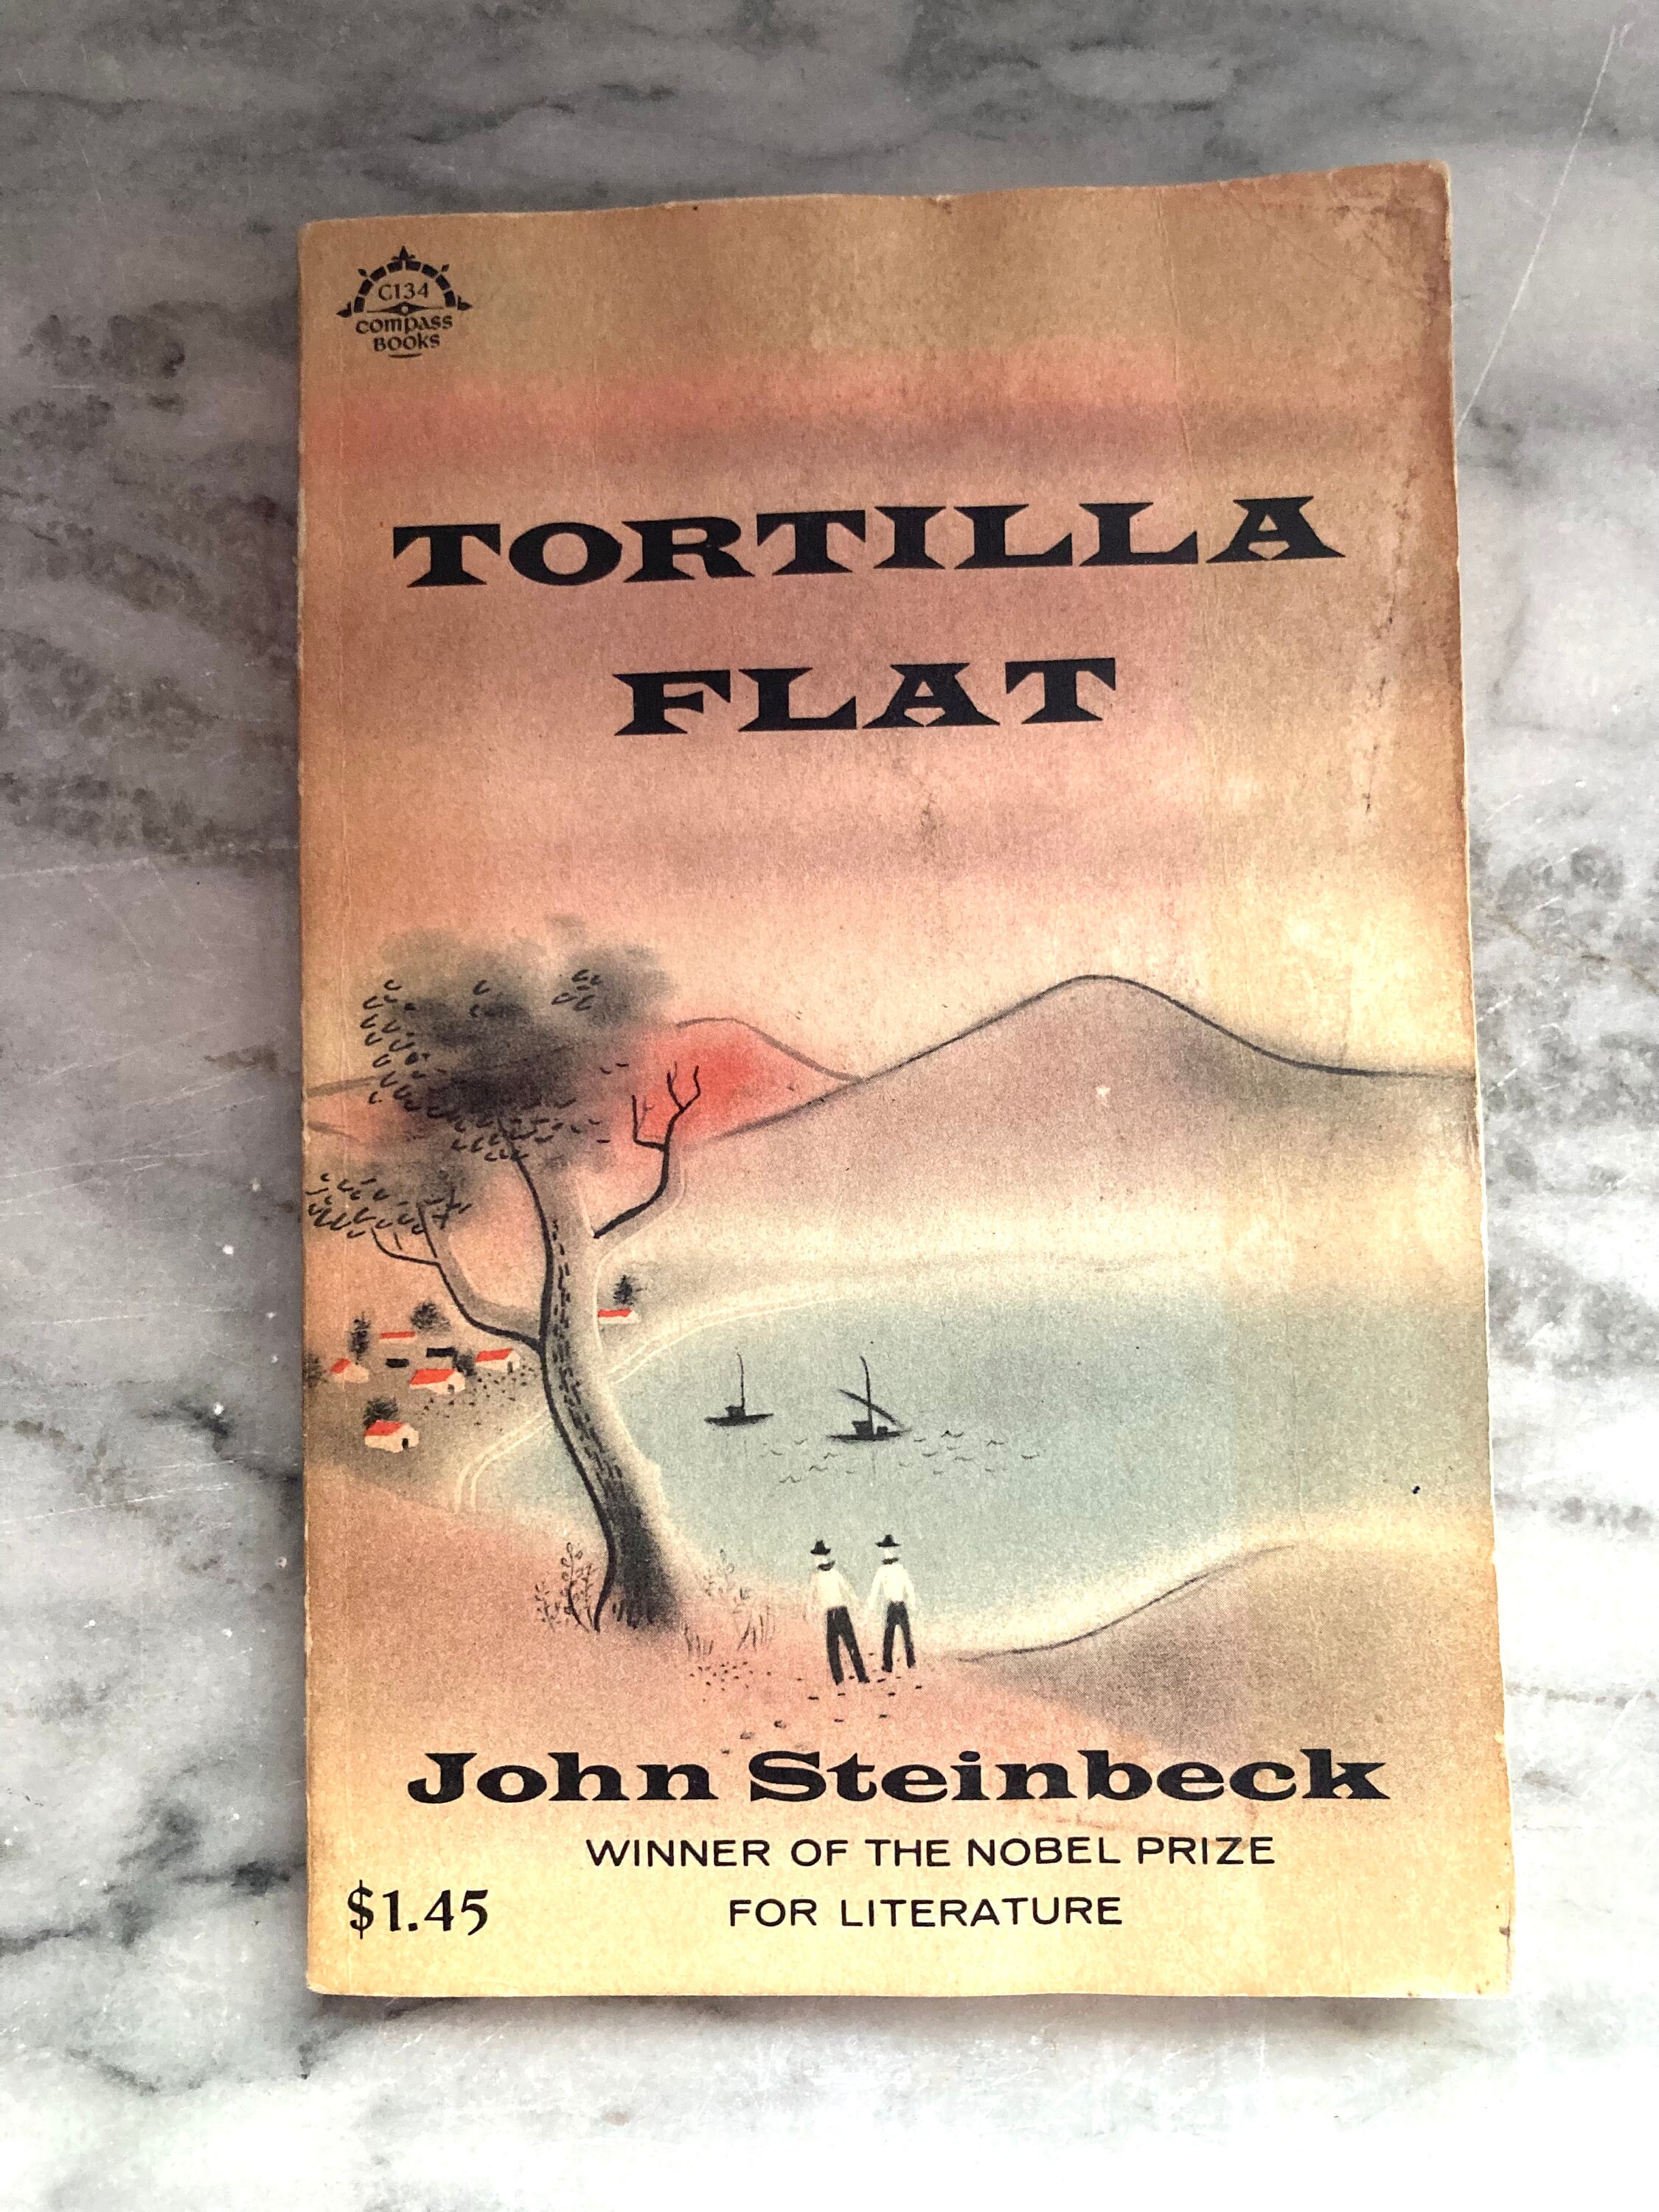 C134
compass
BOOKS
TORTILLA
FLAT
John Steinbeck
WINNER OF THE NOBEL PRIZE
FOR LITERATURE
$1.45